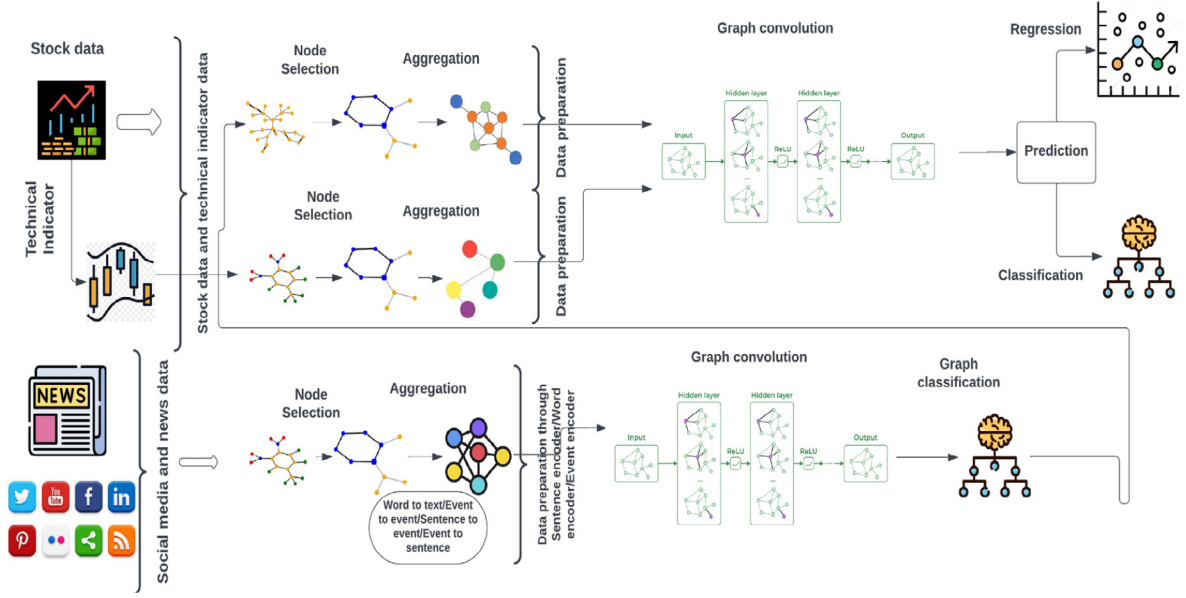 Stock data
Technical
Indicator
Stock data and technical indicator data
Node
Selection
Aggregation
Data preparation
Node
Selection
Aggregation
Data preparation
Graph convolution
Input
Hidden layer
...
ReLU
Hidden layer
...
ReLU
Output
Regression
Prediction
Classification
NEWS
You
Tube
f
in
Social media and news data
Node
Selection
Aggregation
Word to text/Event
to event/Sentence to
event/Event to
sentence
Data preparation through
Sentence encoder/Word
encoder/Event encoder
Graph convolution
Input
Hidden layer
...
ReLU
Hidden layer
...
ReLU
Output
Graph
classification